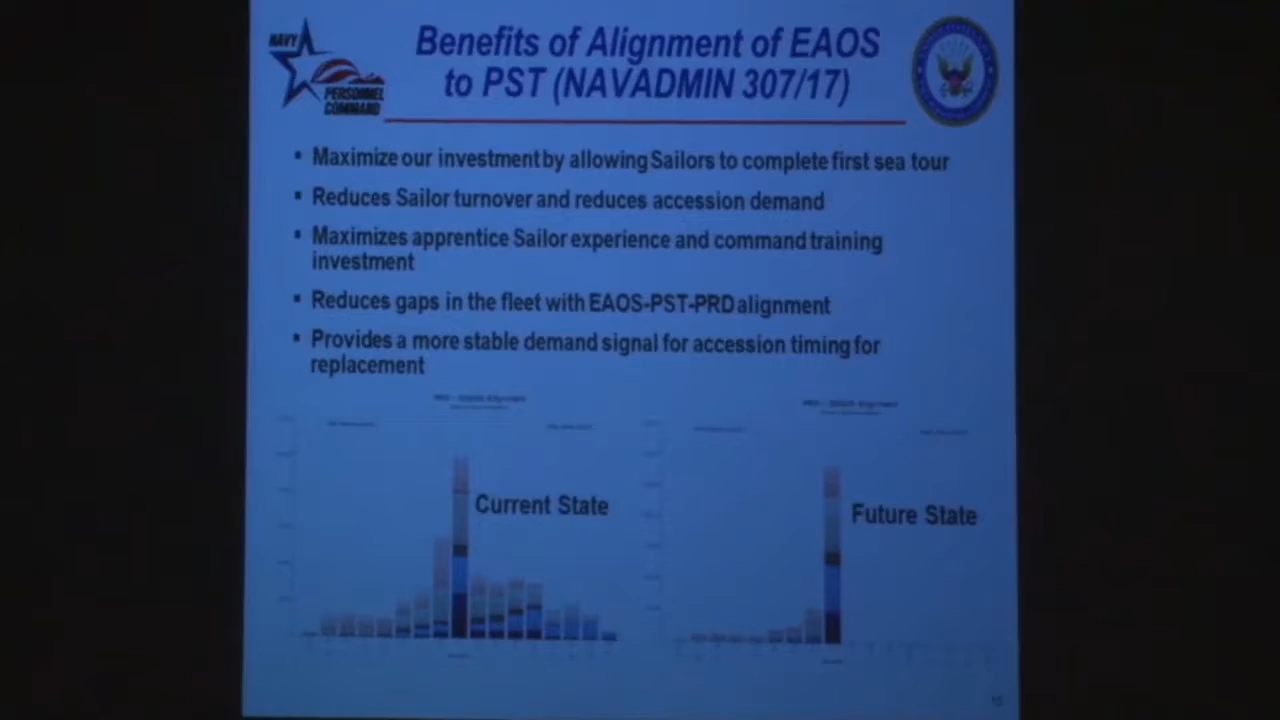 NAVY
PERSONNEL
COMMAND
Benefits of Alignment of EAOS
to PST (NAVADMIN 307/17)
▪ Maximize our investment by allowing Sailors to complete first sea tour
▪ Reduces Sailor turnover and reduces accession demand
▪ Maximizes apprentice Sailor experience and command training
investment
▪ Reduces gaps in the fleet with EAOS-PST-PRD alignment
▪ Provides a more stable demand signal for accession timing for
replacement
Current State
Future State